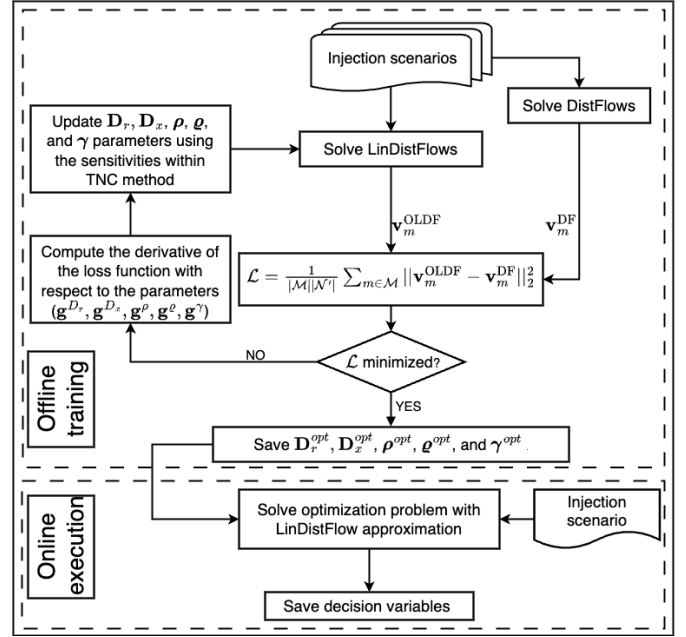 Injection scenarios
Solve DistFlows
Update D_r, D_x, ρ, ϱ,
and γ parameters using
the sensitivities within
TNC method
Solve LinDistFlows
v_m^OLDF
v_m^DF
Compute the derivative of
the loss function with
respect to the parameters
(g^{D_r}, g^{D_x}, g^ρ, g^ϱ, g^γ)
ℒ = 1/(|ℳ||𝒩′|) ∑_{m∈ℳ} ||v_m^OLDF − v_m^DF||_2^2
NO
ℒ minimized?
YES
Offline
training
Save D_r^opt, D_x^opt, ρ^opt, ϱ^opt, and γ^opt.
Online
execution
Solve optimization problem with
LinDistFlow approximation
Injection
scenario
Save decision variables